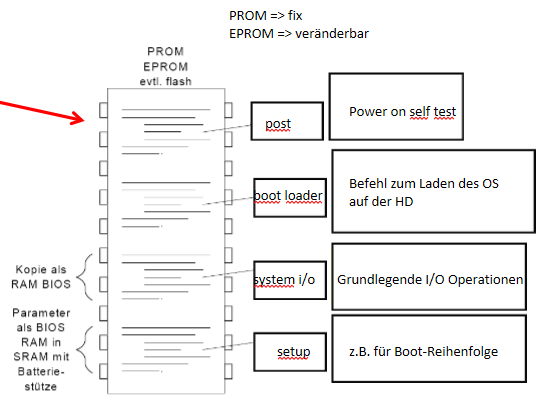 PROM => fix
EPROM => veränderbar
PROM
EPROM
evtl. flash
post
Power on self test
boot loader
Befehl zum Laden des OS
auf der HD
Kopie als
RAM BIOS
system i/o
Grundlegende I/O Operationen
Parameter
als BIOS
RAM in
SRAM mit
Batterie-
stütze
setup
z.B. für Boot-Reihenfolge